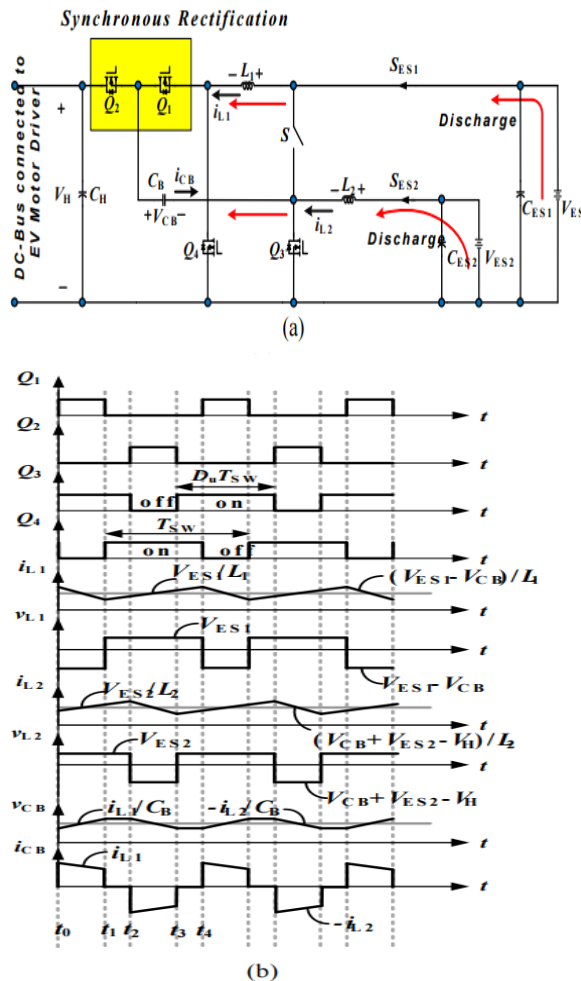 Synchronous Rectification
DC-Bus connected to
EV Motor Driver
Q2
Q1
− L1 +
iL1
SES1
Discharge
+
VH
CH
−
S
CB
iCB
+VCB−
− L2 +
iL2
SES2
Discharge
Q4
Q3
CES2
VES2
CES1
VES
(a)
Q1
t
Q2
t
Q3
DuTSW
off
on
t
Q4
TSW
on
off
t
iL1
VES1/L1
(VES1−VCB)/L1
t
vL1
VES1
t
VES1−VCB
iL2
VES2/L2
t
(VCB+VES2−VH)/L2
vL2
VES2
t
VCB+VES2−VH
vCB
iL1/CB
−iL2/CB
t
iCB
iL1
t
−iL2
t0 t1 t2 t3 t4
(b)